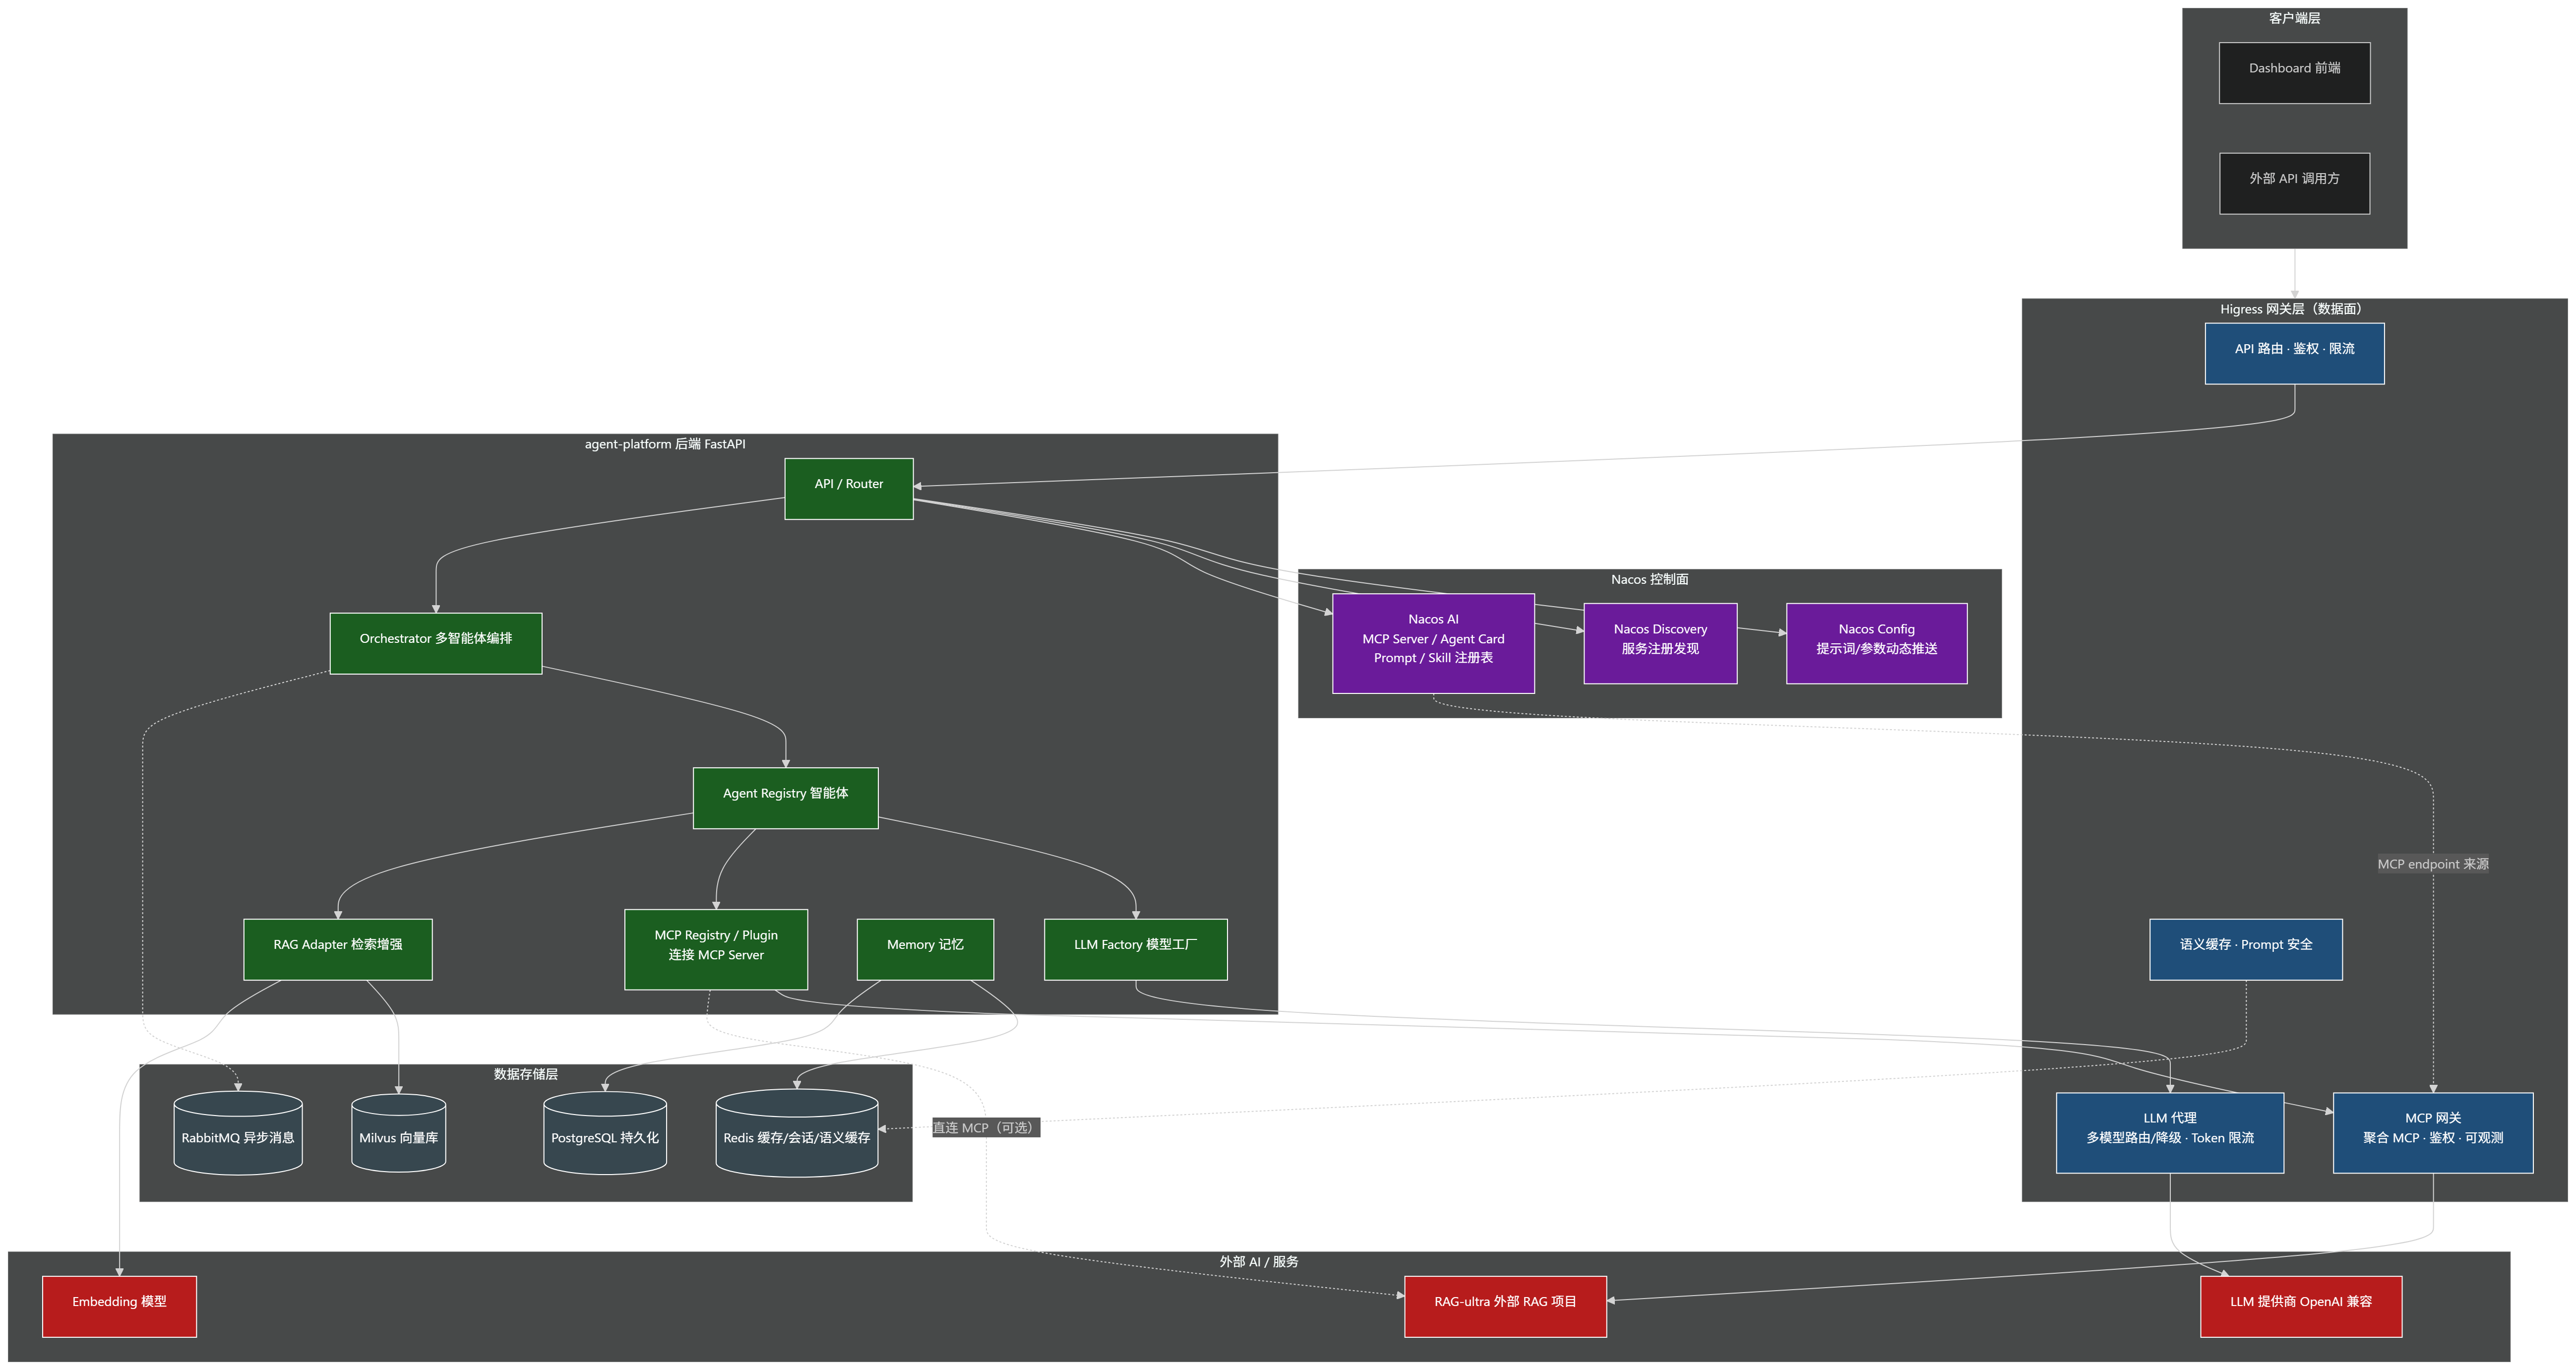 客户端层
Dashboard 前端
外部 API 调用方
Higress 网关层（数据面）
API 路由 · 鉴权 · 限流
agent-platform 后端 FastAPI
API / Router
Nacos 控制面
Nacos AI
MCP Server / Agent Card
Prompt / Skill 注册表
Nacos Discovery
服务注册发现
Nacos Config
提示词/参数动态推送
Orchestrator 多智能体编排
Agent Registry 智能体
MCP endpoint 来源
RAG Adapter 检索增强
MCP Registry / Plugin
连接 MCP Server
Memory 记忆
LLM Factory 模型工厂
语义缓存 · Prompt 安全
数据存储层
RabbitMQ 异步消息
Milvus 向量库
PostgreSQL 持久化
Redis 缓存/会话/语义缓存
直连 MCP（可选）
LLM 代理
多模型路由/降级 · Token 限流
MCP 网关
聚合 MCP · 鉴权 · 可观测
外部 AI / 服务
Embedding 模型
RAG-ultra 外部 RAG 项目
LLM 提供商 OpenAI 兼容